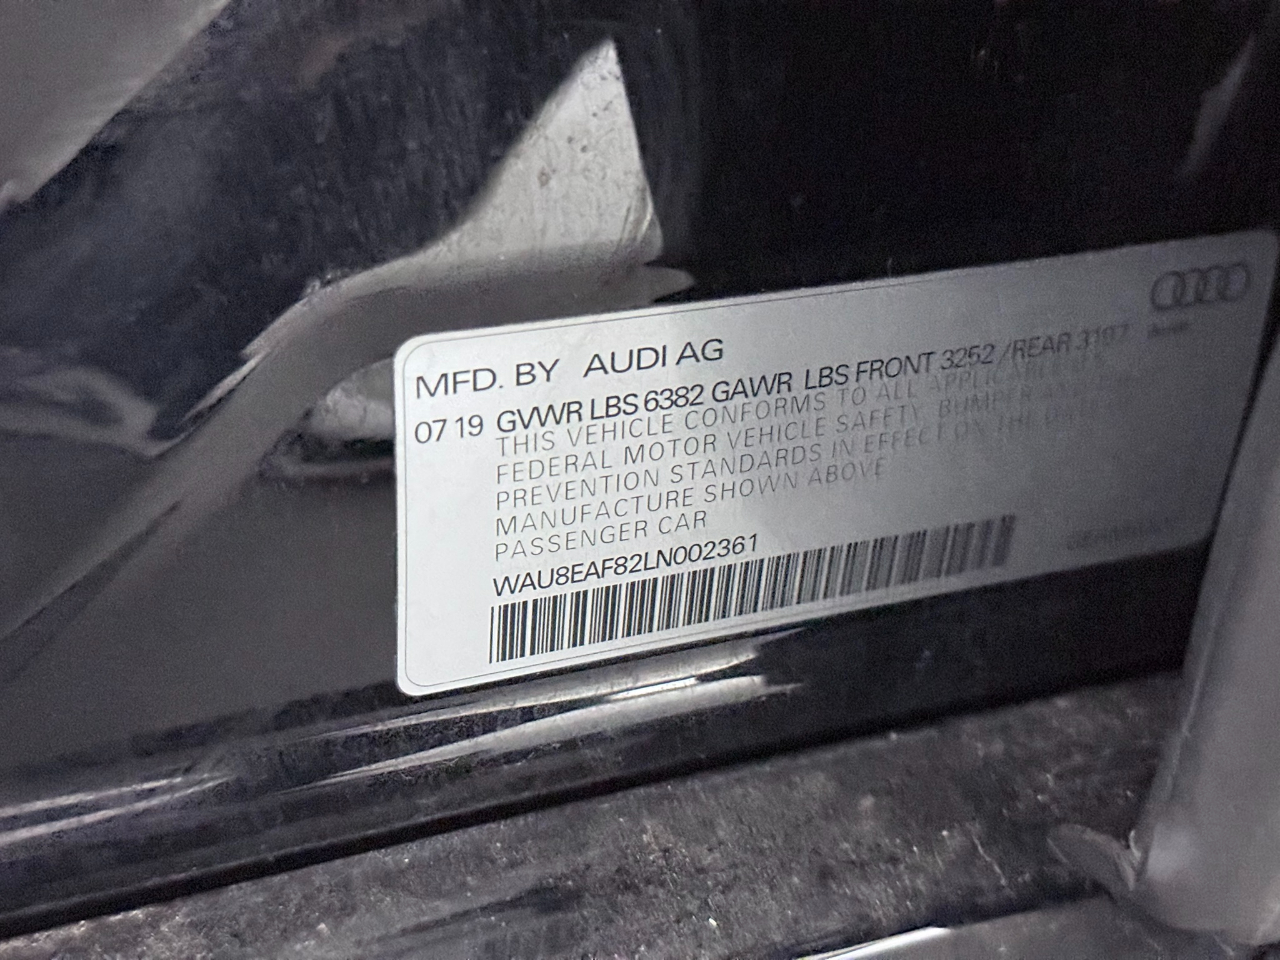 MFD. BY AUDI AG
07 19 GVWR LBS 6382 GAWR LBS FRONT 3252 /REAR 3197
THIS VEHICLE CONFORMS TO ALL APPLICABLE
FEDERAL MOTOR VEHICLE SAFETY, BUMPER AND
PREVENTION STANDARDS IN EFFECT ON THE
MANUFACTURE SHOWN ABOVE
PASSENGER CAR
WAU8EAF82LN002361